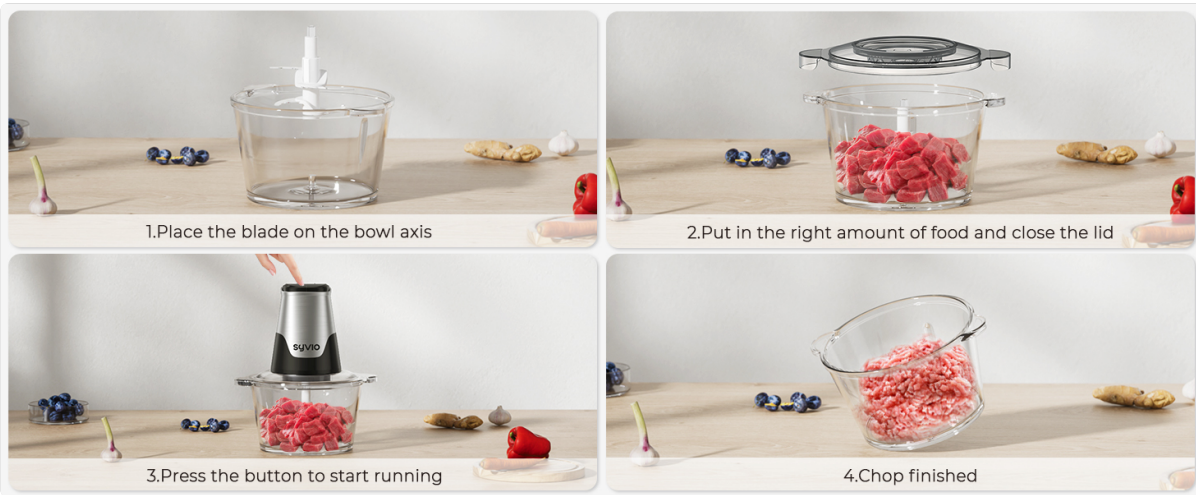 1.Place the blade on the bowl axis
2.Put in the right amount of food and close the lid
syvio
3.Press the button to start running
4.Chop finished